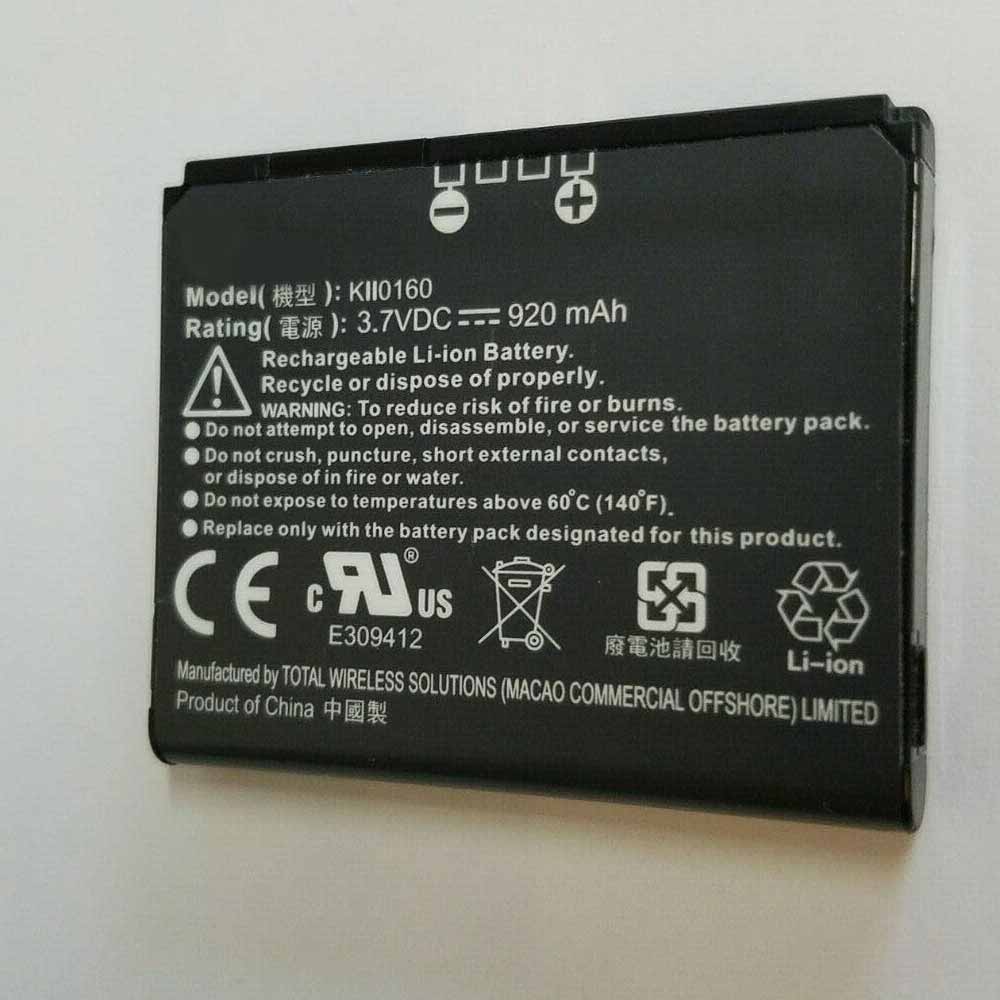 Model( 機型 ): KII0160
Rating( 電源 ): 3.7VDC ⎓ 920 mAh
Rechargeable Li-ion Battery.
Recycle or dispose of properly.
WARNING: To reduce risk of fire or burns.
●Do not attempt to open, disassemble, or service the battery pack.
●Do not crush, puncture, short external contacts,
or dispose of in fire or water.
●Do not expose to temperatures above 60°C (140°F).
●Replace only with the battery pack designated for this product.
CE
c RU® US
E309412
廢電池請回收
Li-ion
Manufactured by TOTAL WIRELESS SOLUTIONS (MACAO COMMERCIAL OFFSHORE) LIMITED
Product of China 中國製